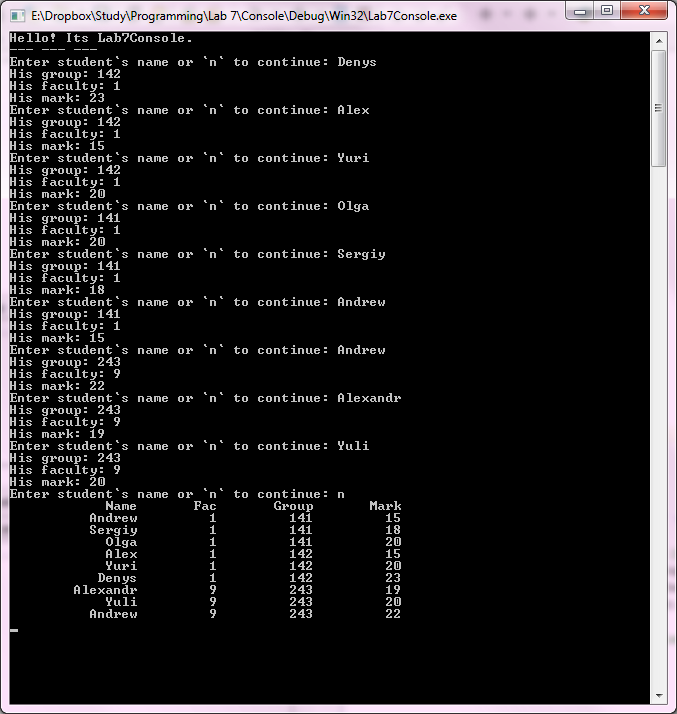 E:\Dropbox\Study\Programming\Lab 7\Console\Debug\Win32\Lab7Console.exe
Hello! Its Lab7Console.
--- --- ---
Enter student`s name or `n` to continue: Denys
His group: 142
His faculty: 1
His mark: 23
Enter student`s name or `n` to continue: Alex
His group: 142
His faculty: 1
His mark: 15
Enter student`s name or `n` to continue: Yuri
His group: 142
His faculty: 1
His mark: 20
Enter student`s name or `n` to continue: Olga
His group: 141
His faculty: 1
His mark: 20
Enter student`s name or `n` to continue: Sergiy
His group: 141
His faculty: 1
His mark: 18
Enter student`s name or `n` to continue: Andrew
His group: 141
His faculty: 1
His mark: 15
Enter student`s name or `n` to continue: Andrew
His group: 243
His faculty: 9
His mark: 22
Enter student`s name or `n` to continue: Alexandr
His group: 243
His faculty: 9
His mark: 19
Enter student`s name or `n` to continue: Yuli
His group: 243
His faculty: 9
His mark: 20
Enter student`s name or `n` to continue: n
Name Fac Group Mark
Andrew 1 141 15
Sergiy 1 141 18
Olga 1 141 20
Alex 1 142 15
Yuri 1 142 20
Denys 1 142 23
Alexandr 9 243 19
Yuli 9 243 20
Andrew 9 243 22